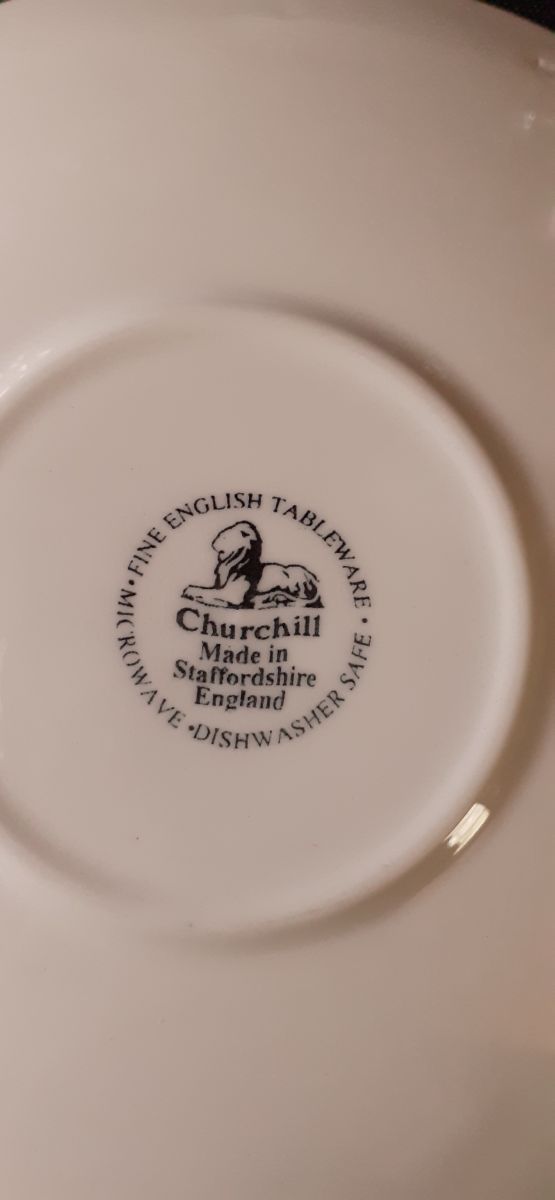 • FINE ENGLISH TABLEWARE •
Churchill
Made in
Staffordshire
England
MICROWAVE • DISHWASHER SAFE